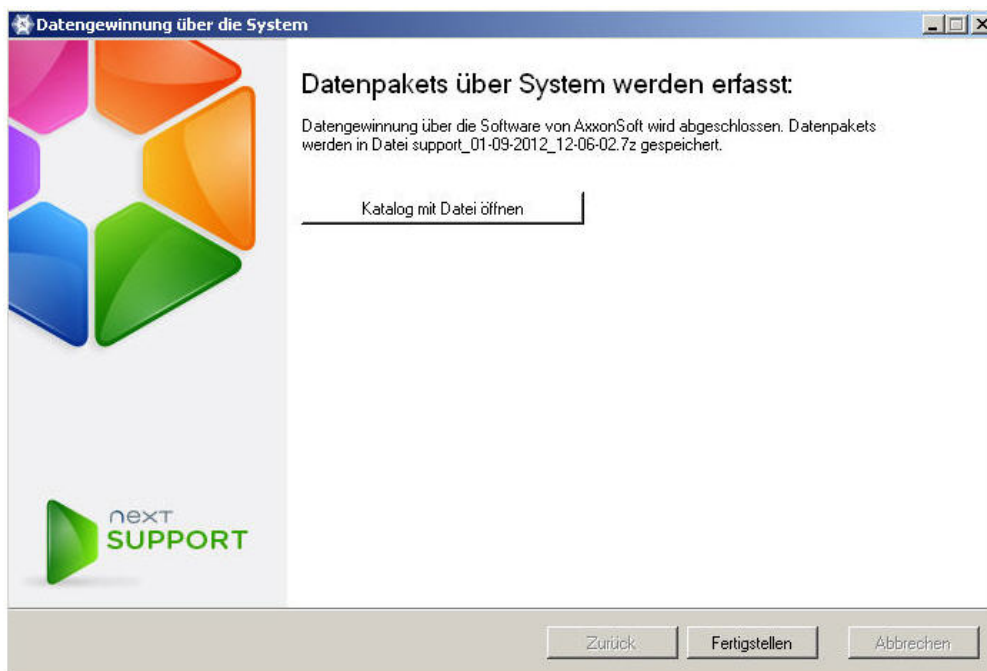 Datengewinnung über die System
Datenpakets über System werden erfasst:
Datengewinnung über die Software von AxxonSoft wird abgeschlossen. Datenpakets
werden in Datei support_01-09-2012_12-06-02.7z gespeichert.
Katalog mit Datei öffnen
next
SUPPORT
Zurück
Fertigstellen
Abbrechen